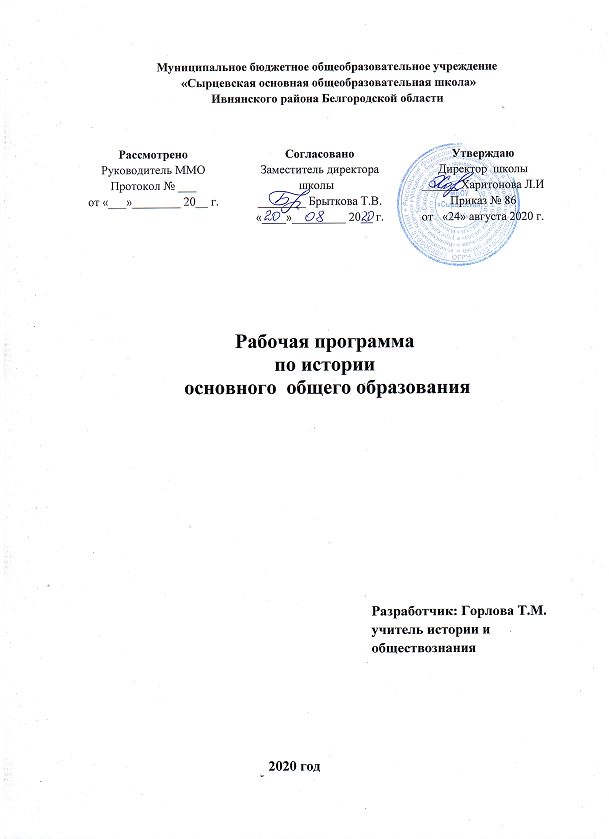 Муниципальное бюджетное общеобразовательное учреждение
«Сырцевская основная общеобразовательная школа»
Ивнянского района Белгородской области
Рассмотрено
Руководитель ММО
Протокол № ___
от «___»_________ 20__ г.
Согласовано
Заместитель директора
школы
________ Брыткова Т.В.
«20»  08  2020 г.
Утверждаю
Директор школы
Харитонова Л.И
Приказ № 86
от «24» августа 2020 г.
Рабочая программа
по истории
основного общего образования
Разработчик: Горлова Т.М.
учитель истории и
обществознания
2020 год